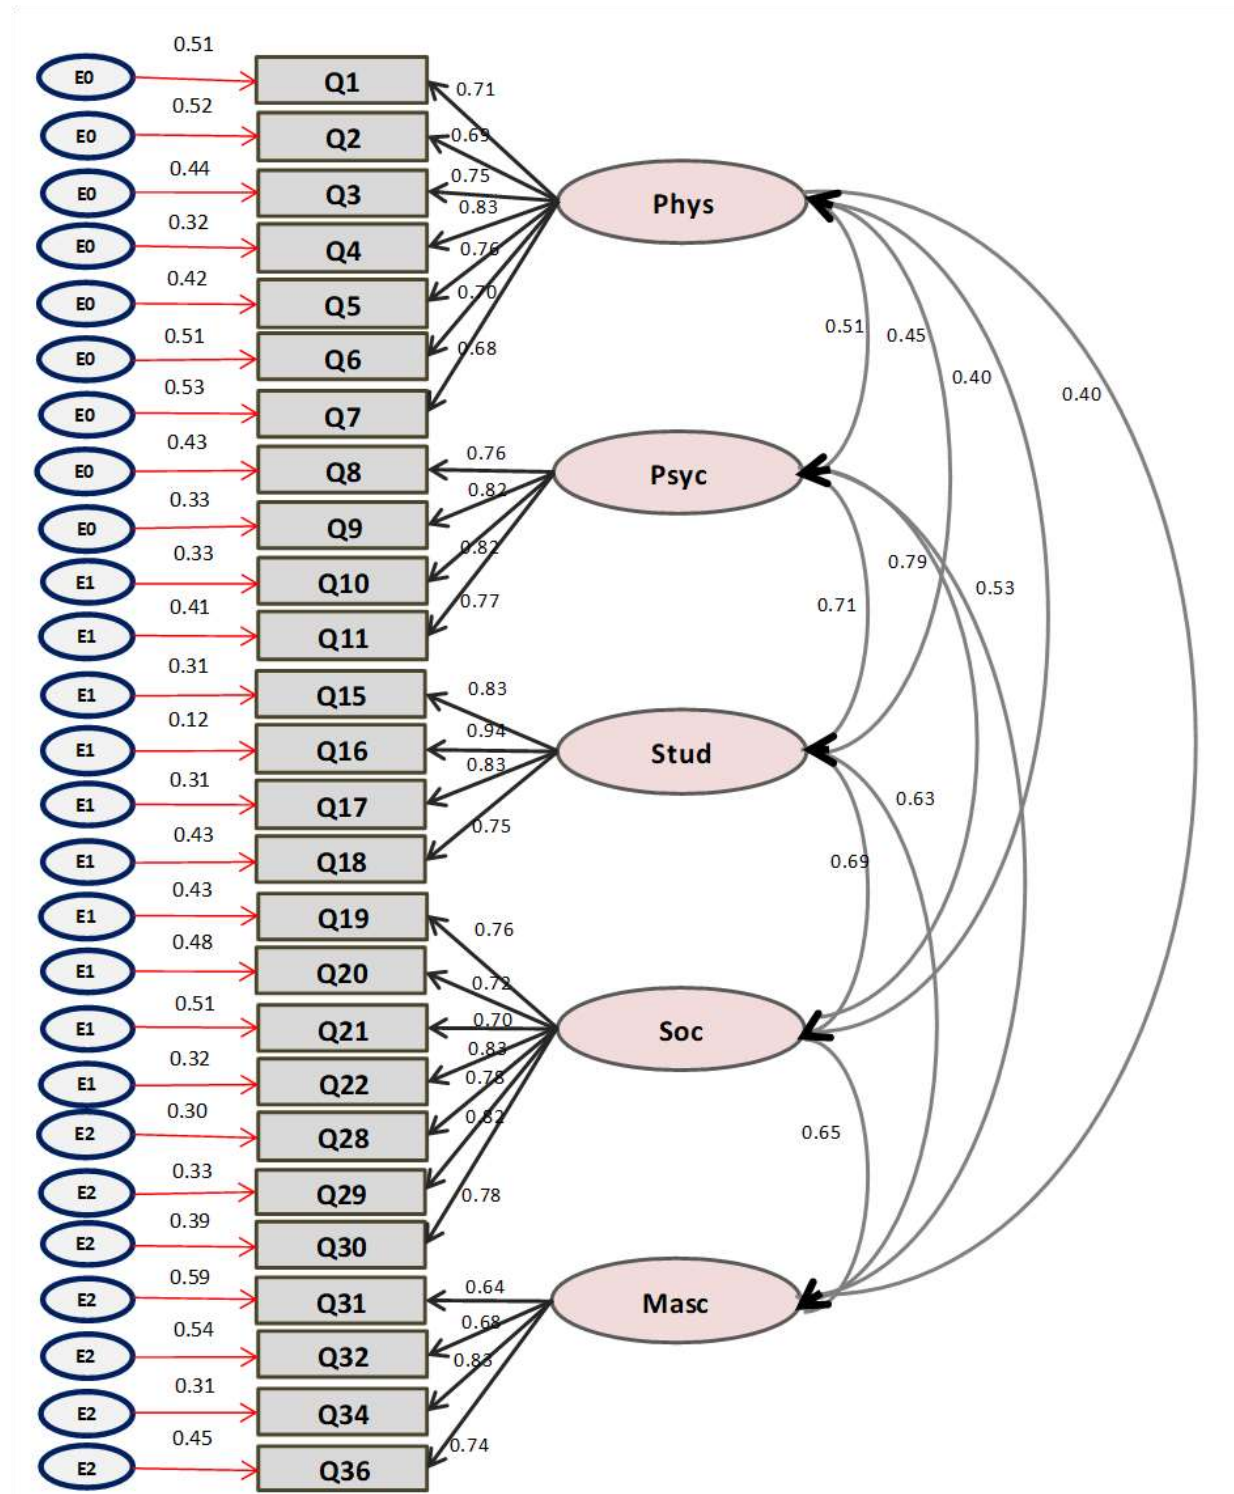 0.51
E0 Q1 0.71
0.52
E0 Q2 0.69
0.44
E0 Q3 0.75
Phys
0.83
0.32
E0 Q4 0.76
0.42
E0 Q5 0.70
0.51
E0 Q6 0.68
0.51 0.45 0.40 0.40
0.53
E0 Q7
0.43
E0 Q8 0.76
Psyc
0.33 0.82
E0 Q9
0.33 0.82
E1 Q10 0.79 0.53
0.41 0.77 0.71
E1 Q11
0.31
E1 Q15 0.83
0.12 0.94
E1 Q16 Stud
0.31 0.83
E1 Q17 0.63
0.43 0.75
E1 Q18 0.69
0.43
E1 Q19 0.76
0.48
E1 Q20 0.72
0.51 0.70
E1 Q21 Soc
0.32 0.83
E1 Q22 0.78
0.30 0.82
E2 Q28 0.65
0.33
E2 Q29 0.78
0.39
E2 Q30
0.59 0.64
E2 Q31 Masc
0.54 0.68
E2 Q32 0.83
0.31
E2 Q34
0.45 0.74
E2 Q36